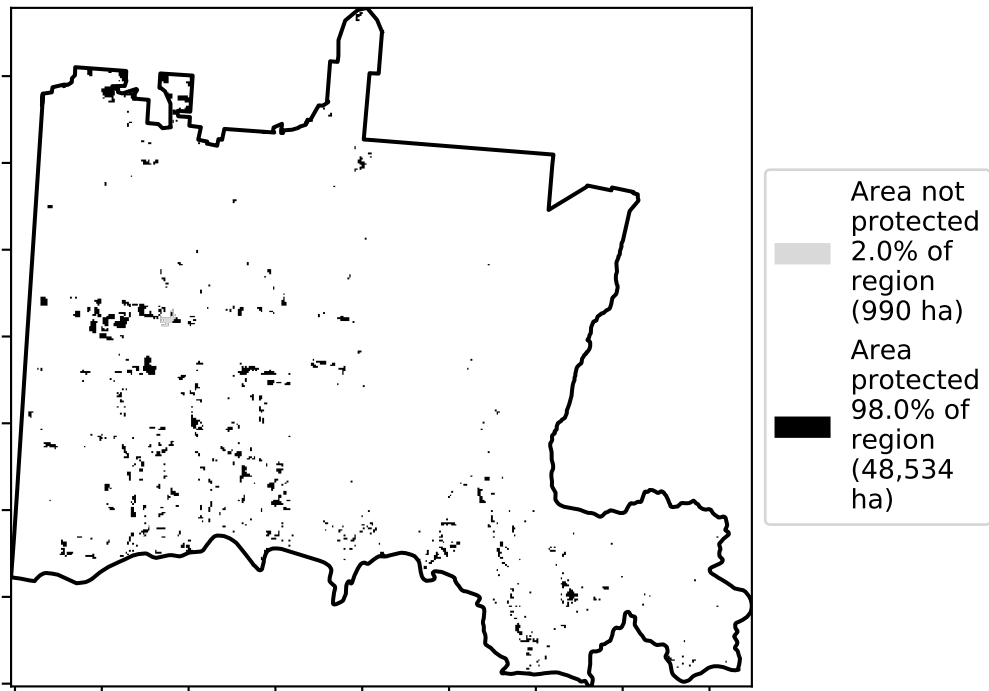 Area not
protected
2.0% of
region
(990 ha)
Area
protected
98.0% of
region
(48,534
ha)